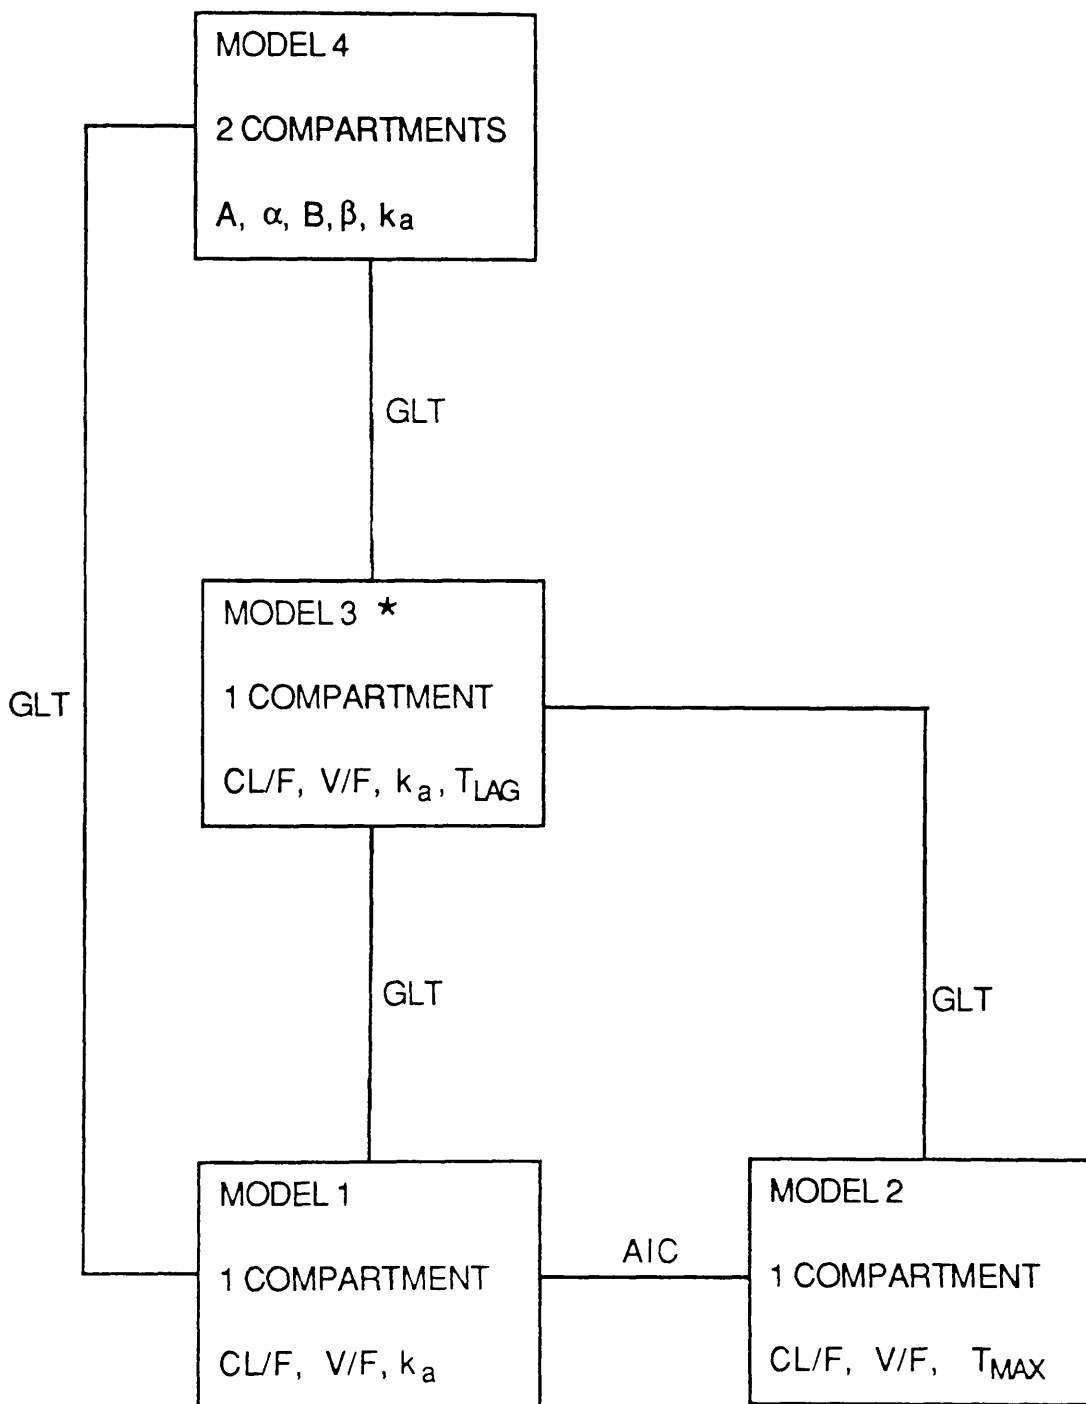 MODEL 4
2 COMPARTMENTS
A, α, B, β, ka
GLT
MODEL 3 *
1 COMPARTMENT
CL/F, V/F, ka, TLAG
GLT
GLT
GLT
MODEL 1
1 COMPARTMENT
CL/F, V/F, ka
AIC
MODEL 2
1 COMPARTMENT
CL/F, V/F, TMAX